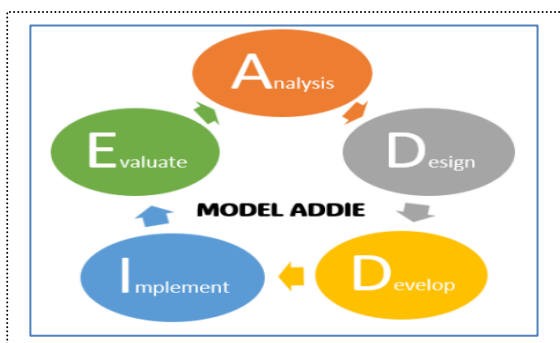 Analysis
Design
Develop
Implement
Evaluate
MODEL ADDIE